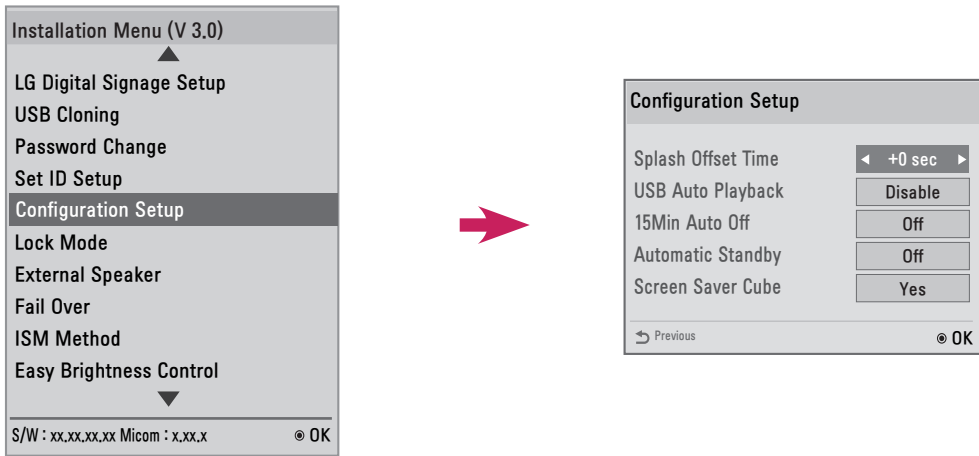 Installation Menu (V 3.0)
LG Digital Signage Setup
USB Cloning
Password Change
Set ID Setup
Configuration Setup
Lock Mode
External Speaker
Fail Over
ISM Method
Easy Brightness Control
S/W : xx.xx.xx.xx Micom : x.xx.x ◉ OK
Configuration Setup
Splash Offset Time ◀ +0 sec ▶
USB Auto Playback Disable
15Min Auto Off Off
Automatic Standby Off
Screen Saver Cube Yes
Previous ◉ OK